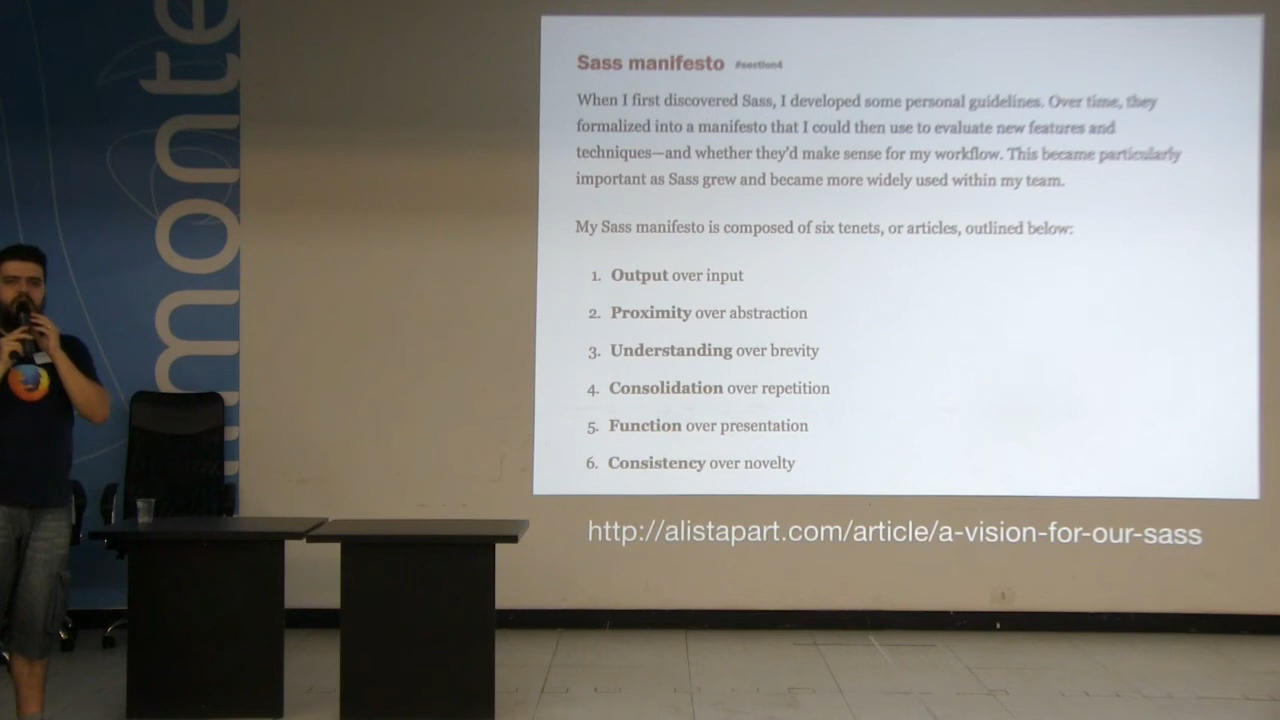 Sass manifesto #section4
When I first discovered Sass, I developed some personal guidelines. Over time, they
formalized into a manifesto that I could then use to evaluate new features and
techniques—and whether they'd make sense for my workflow. This became particularly
important as Sass grew and became more widely used within my team.
My Sass manifesto is composed of six tenets, or articles, outlined below:
1. Output over input
2. Proximity over abstraction
3. Understanding over brevity
4. Consolidation over repetition
5. Function over presentation
6. Consistency over novelty
http://alistapart.com/article/a-vision-for-our-sass